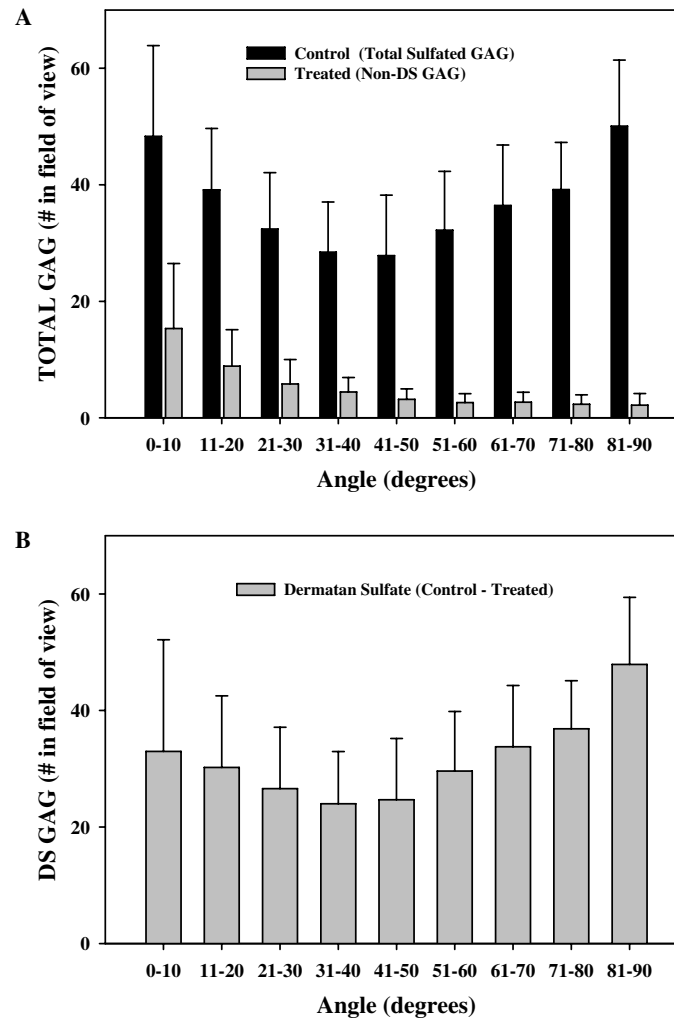 A
TOTAL GAG (# in field of view)
60
40
20
0
Control (Total Sulfated GAG)
Treated (Non-DS GAG)
0-10 11-20 21-30 31-40 41-50 51-60 61-70 71-80 81-90
Angle (degrees)
B
DS GAG (# in field of view)
60
40
20
0
Dermatan Sulfate (Control - Treated)
0-10 11-20 21-30 31-40 41-50 51-60 61-70 71-80 81-90
Angle (degrees)